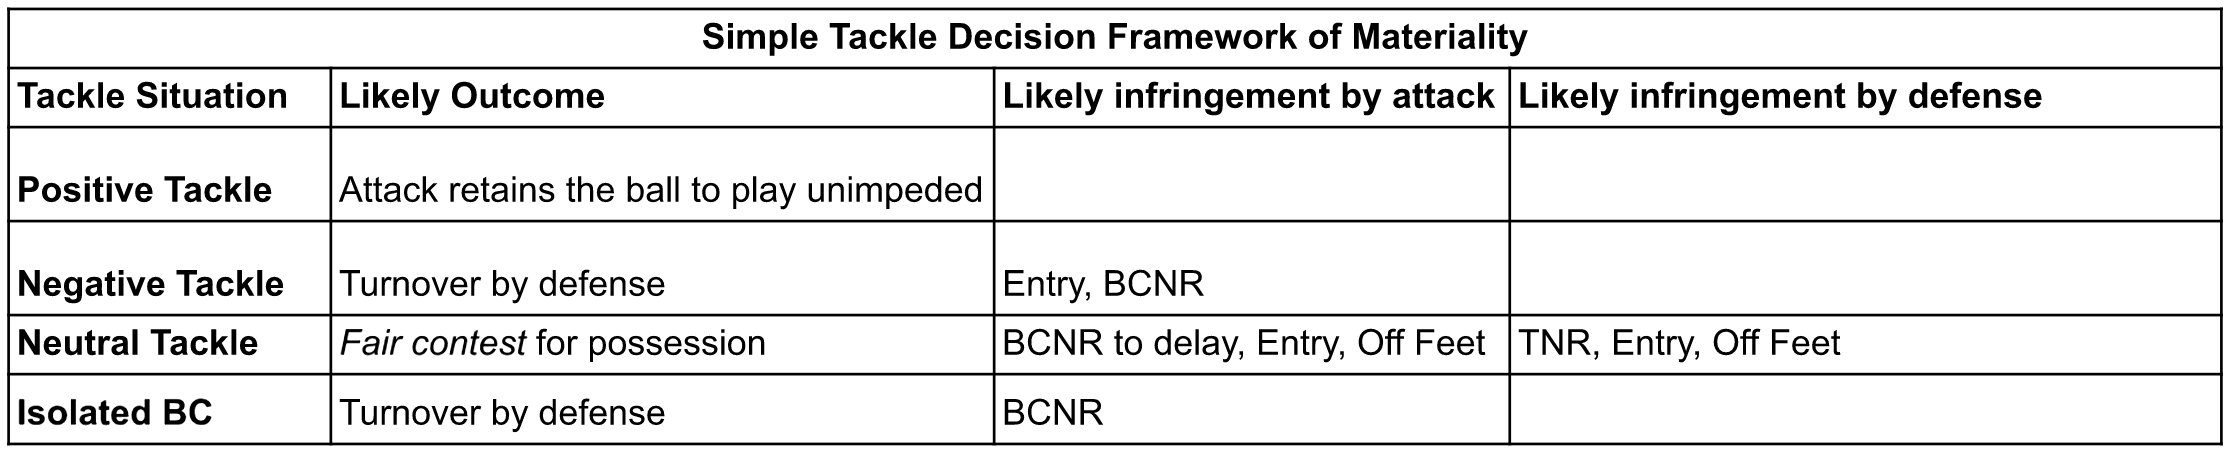 Simple Tackle Decision Framework of Materiality
Tackle Situation Likely Outcome Likely infringement by attack Likely infringement by defense
Positive Tackle Attack retains the ball to play unimpeded
Negative Tackle Turnover by defense Entry, BCNR
Neutral Tackle Fair contest for possession BCNR to delay, Entry, Off Feet TNR, Entry, Off Feet
Isolated BC Turnover by defense BCNR